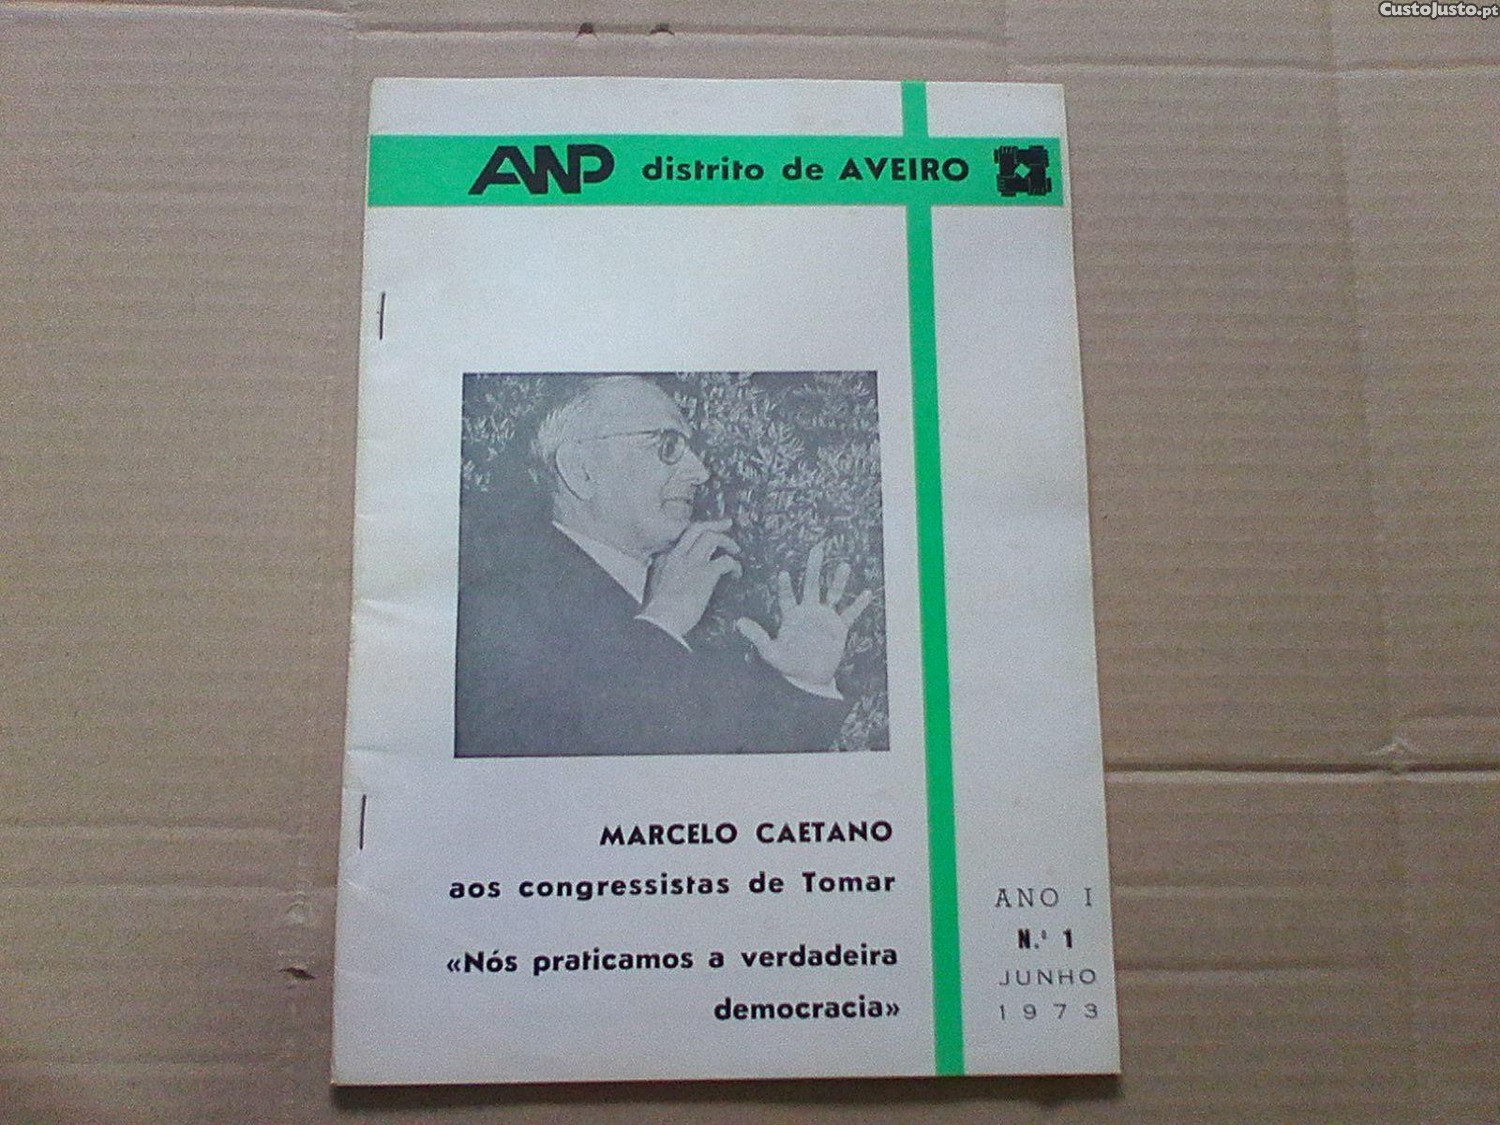 CustoJusto.pt
ANP distrito de AVEIRO
MARCELO CAETANO
aos congressistas de Tomar
«Nós praticamos a verdadeira
democracia»
ANO I
N.º 1
JUNHO
1973